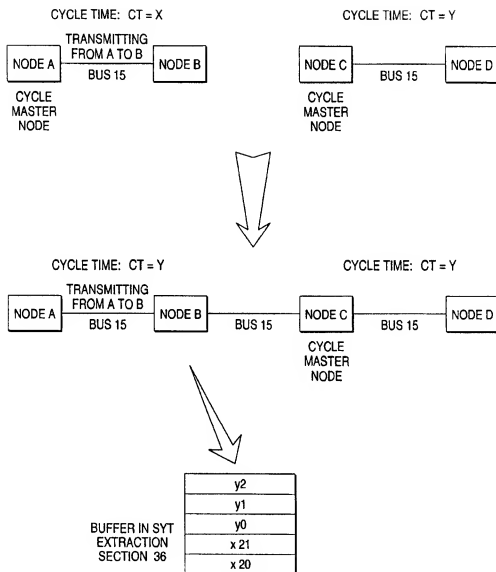 CYCLE TIME: CT = X
CYCLE TIME: CT = Y
TRANSMITTING
FROM A TO B
NODE A
BUS 15
NODE B
NODE C
BUS 15
NODE D
CYCLE
MASTER
NODE
CYCLE
MASTER
NODE
CYCLE TIME: CT = Y
CYCLE TIME: CT = Y
TRANSMITTING
FROM A TO B
NODE A
BUS 15
NODE B
BUS 15
NODE C
BUS 15
NODE D
CYCLE
MASTER
NODE
BUFFER IN SYT
EXTRACTION
SECTION 36
y2
y1
y0
x 21
x 20